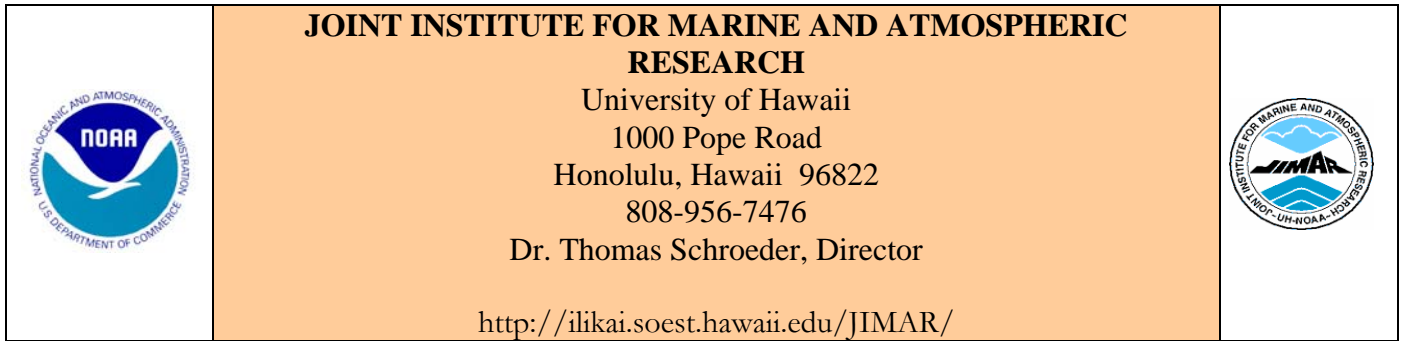 JOINT INSTITUTE FOR MARINE AND ATMOSPHERIC
RESEARCH
University of Hawaii
1000 Pope Road
Honolulu, Hawaii 96822
808-956-7476
Dr. Thomas Schroeder, Director
http://ilikai.soest.hawaii.edu/JIMAR/
NATIONAL OCEANIC AND ATMOSPHERIC ADMINISTRATION
NOAA
U.S. DEPARTMENT OF COMMERCE
JOINT INSTITUTE FOR MARINE AND ATMOSPHERIC RESEARCH
JIMAR
UH-NOAA